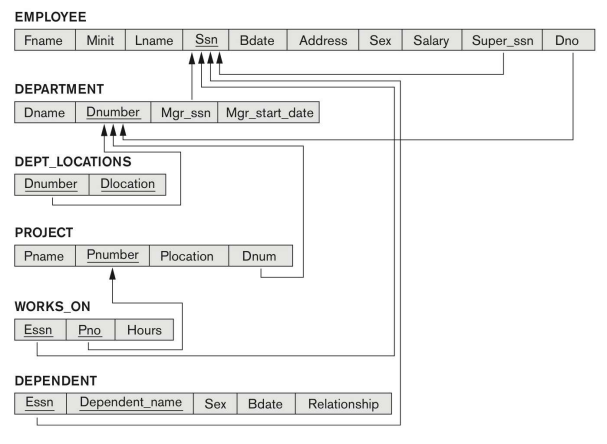 EMPLOYEE
Fname Minit Lname Ssn Bdate Address Sex Salary Super_ssn Dno
DEPARTMENT
Dname Dnumber Mgr_ssn Mgr_start_date
DEPT_LOCATIONS
Dnumber Dlocation
PROJECT
Pname Pnumber Plocation Dnum
WORKS_ON
Essn Pno Hours
DEPENDENT
Essn Dependent_name Sex Bdate Relationship